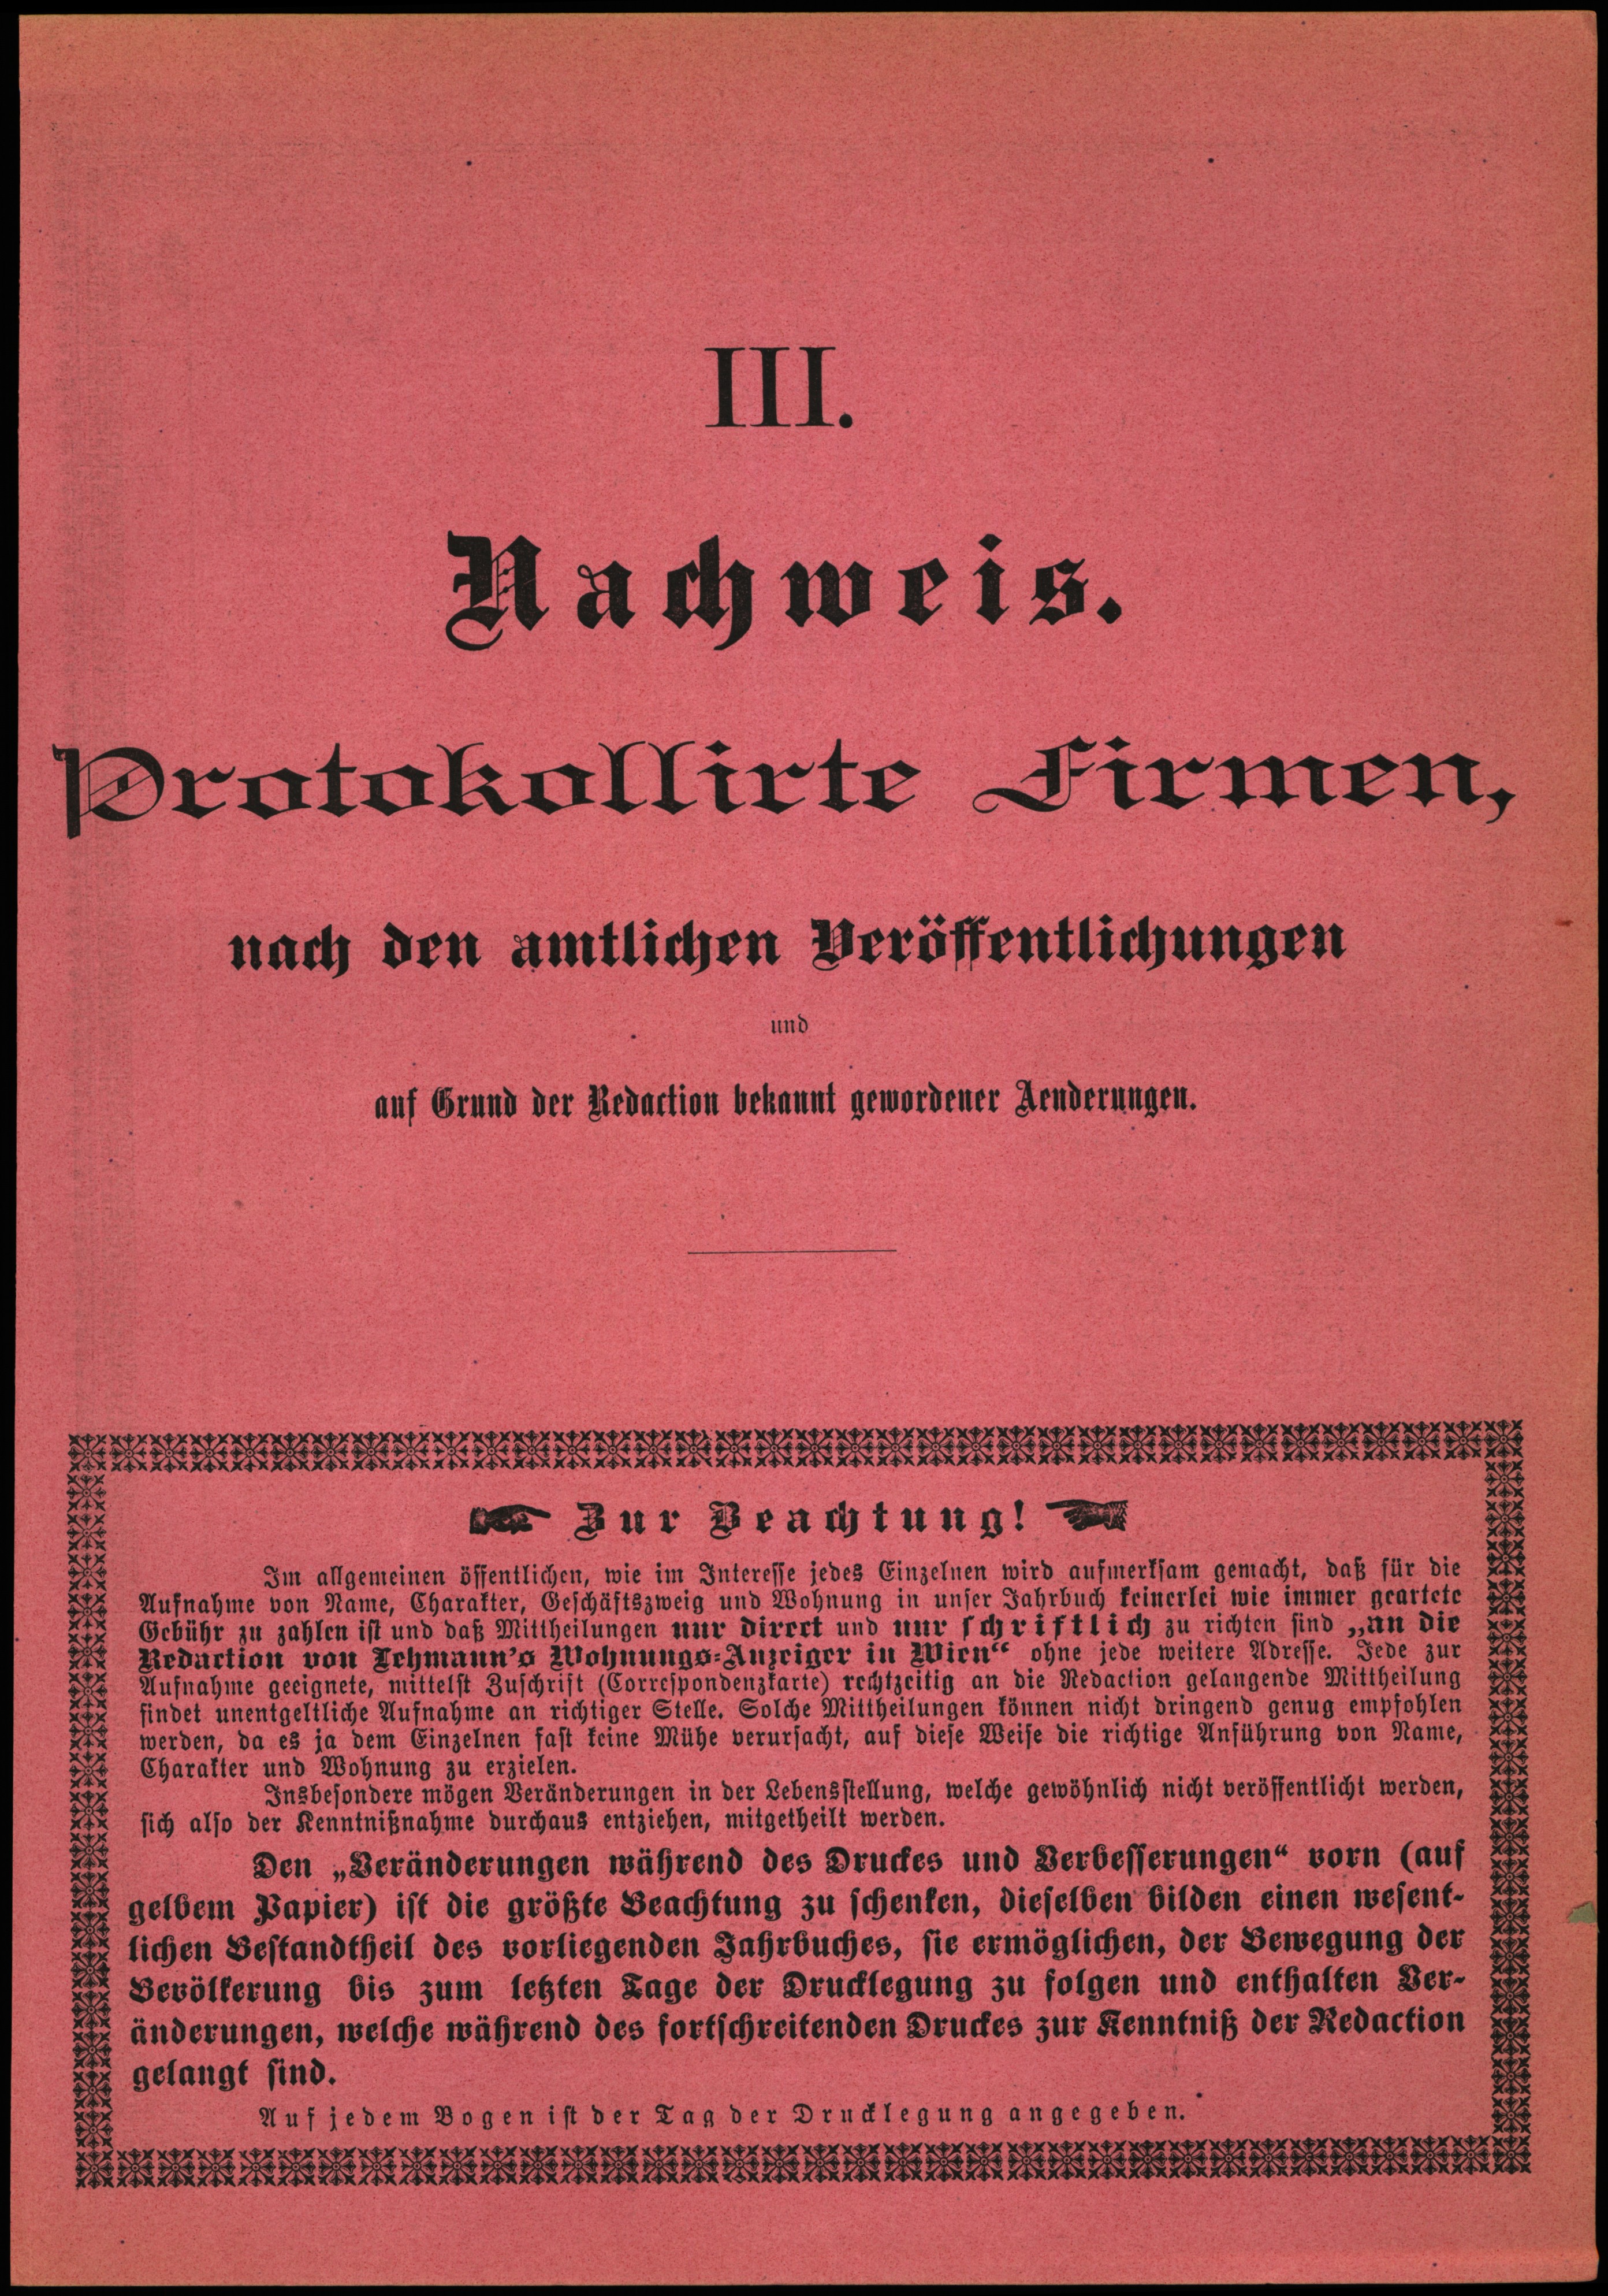 III.
Nachweis.
Protokollirte Firmen,
nach den amtlichen Veröffentlichungen
und
auf Grund der Redaction bekannt gewordener Aenderungen.
Zur Beachtung!
Im allgemeinen öffentlichen, wie im Interesse jedes Einzelnen wird aufmerksam gemacht, daß für die
Aufnahme von Name, Charakter, Geschäftszweig und Wohnung in unser Jahrbuch keinerlei wie immer geartete
Gebühr zu zahlen ist und daß Mittheilungen nur direct und nur schriftlich zu richten sind „an die
Redaction von Lehmann's Wohnungs-Anzeiger in Wien“ ohne jede weitere Adresse. Jede zur
Aufnahme geeignete, mittelst Zuschrift (Correspondenzkarte) rechtzeitig an die Redaction gelangende Mittheilung
findet unentgeltliche Aufnahme an richtiger Stelle. Solche Mittheilungen können nicht dringend genug empfohlen
werden, da es ja dem Einzelnen fast keine Mühe verursacht, auf diese Weise die richtige Anführung von Name,
Charakter und Wohnung zu erzielen.
Insbesondere mögen Veränderungen in der Lebensstellung, welche gewöhnlich nicht veröffentlicht werden,
sich also der Kenntnißnahme durchaus entziehen, mitgetheilt werden.
Den „Veränderungen während des Druckes und Verbesserungen“ vorn (auf
gelbem Papier) ist die größte Beachtung zu schenken, dieselben bilden einen wesent-
lichen Bestandtheil des vorliegenden Jahrbuches, sie ermöglichen, der Bewegung der
Bevölkerung bis zum letzten Tage der Drucklegung zu folgen und enthalten Ver-
änderungen, welche während des fortschreitenden Druckes zur Kenntniß der Redaction
gelangt sind.
Auf jedem Bogen ist der Tag der Drucklegung angegeben.